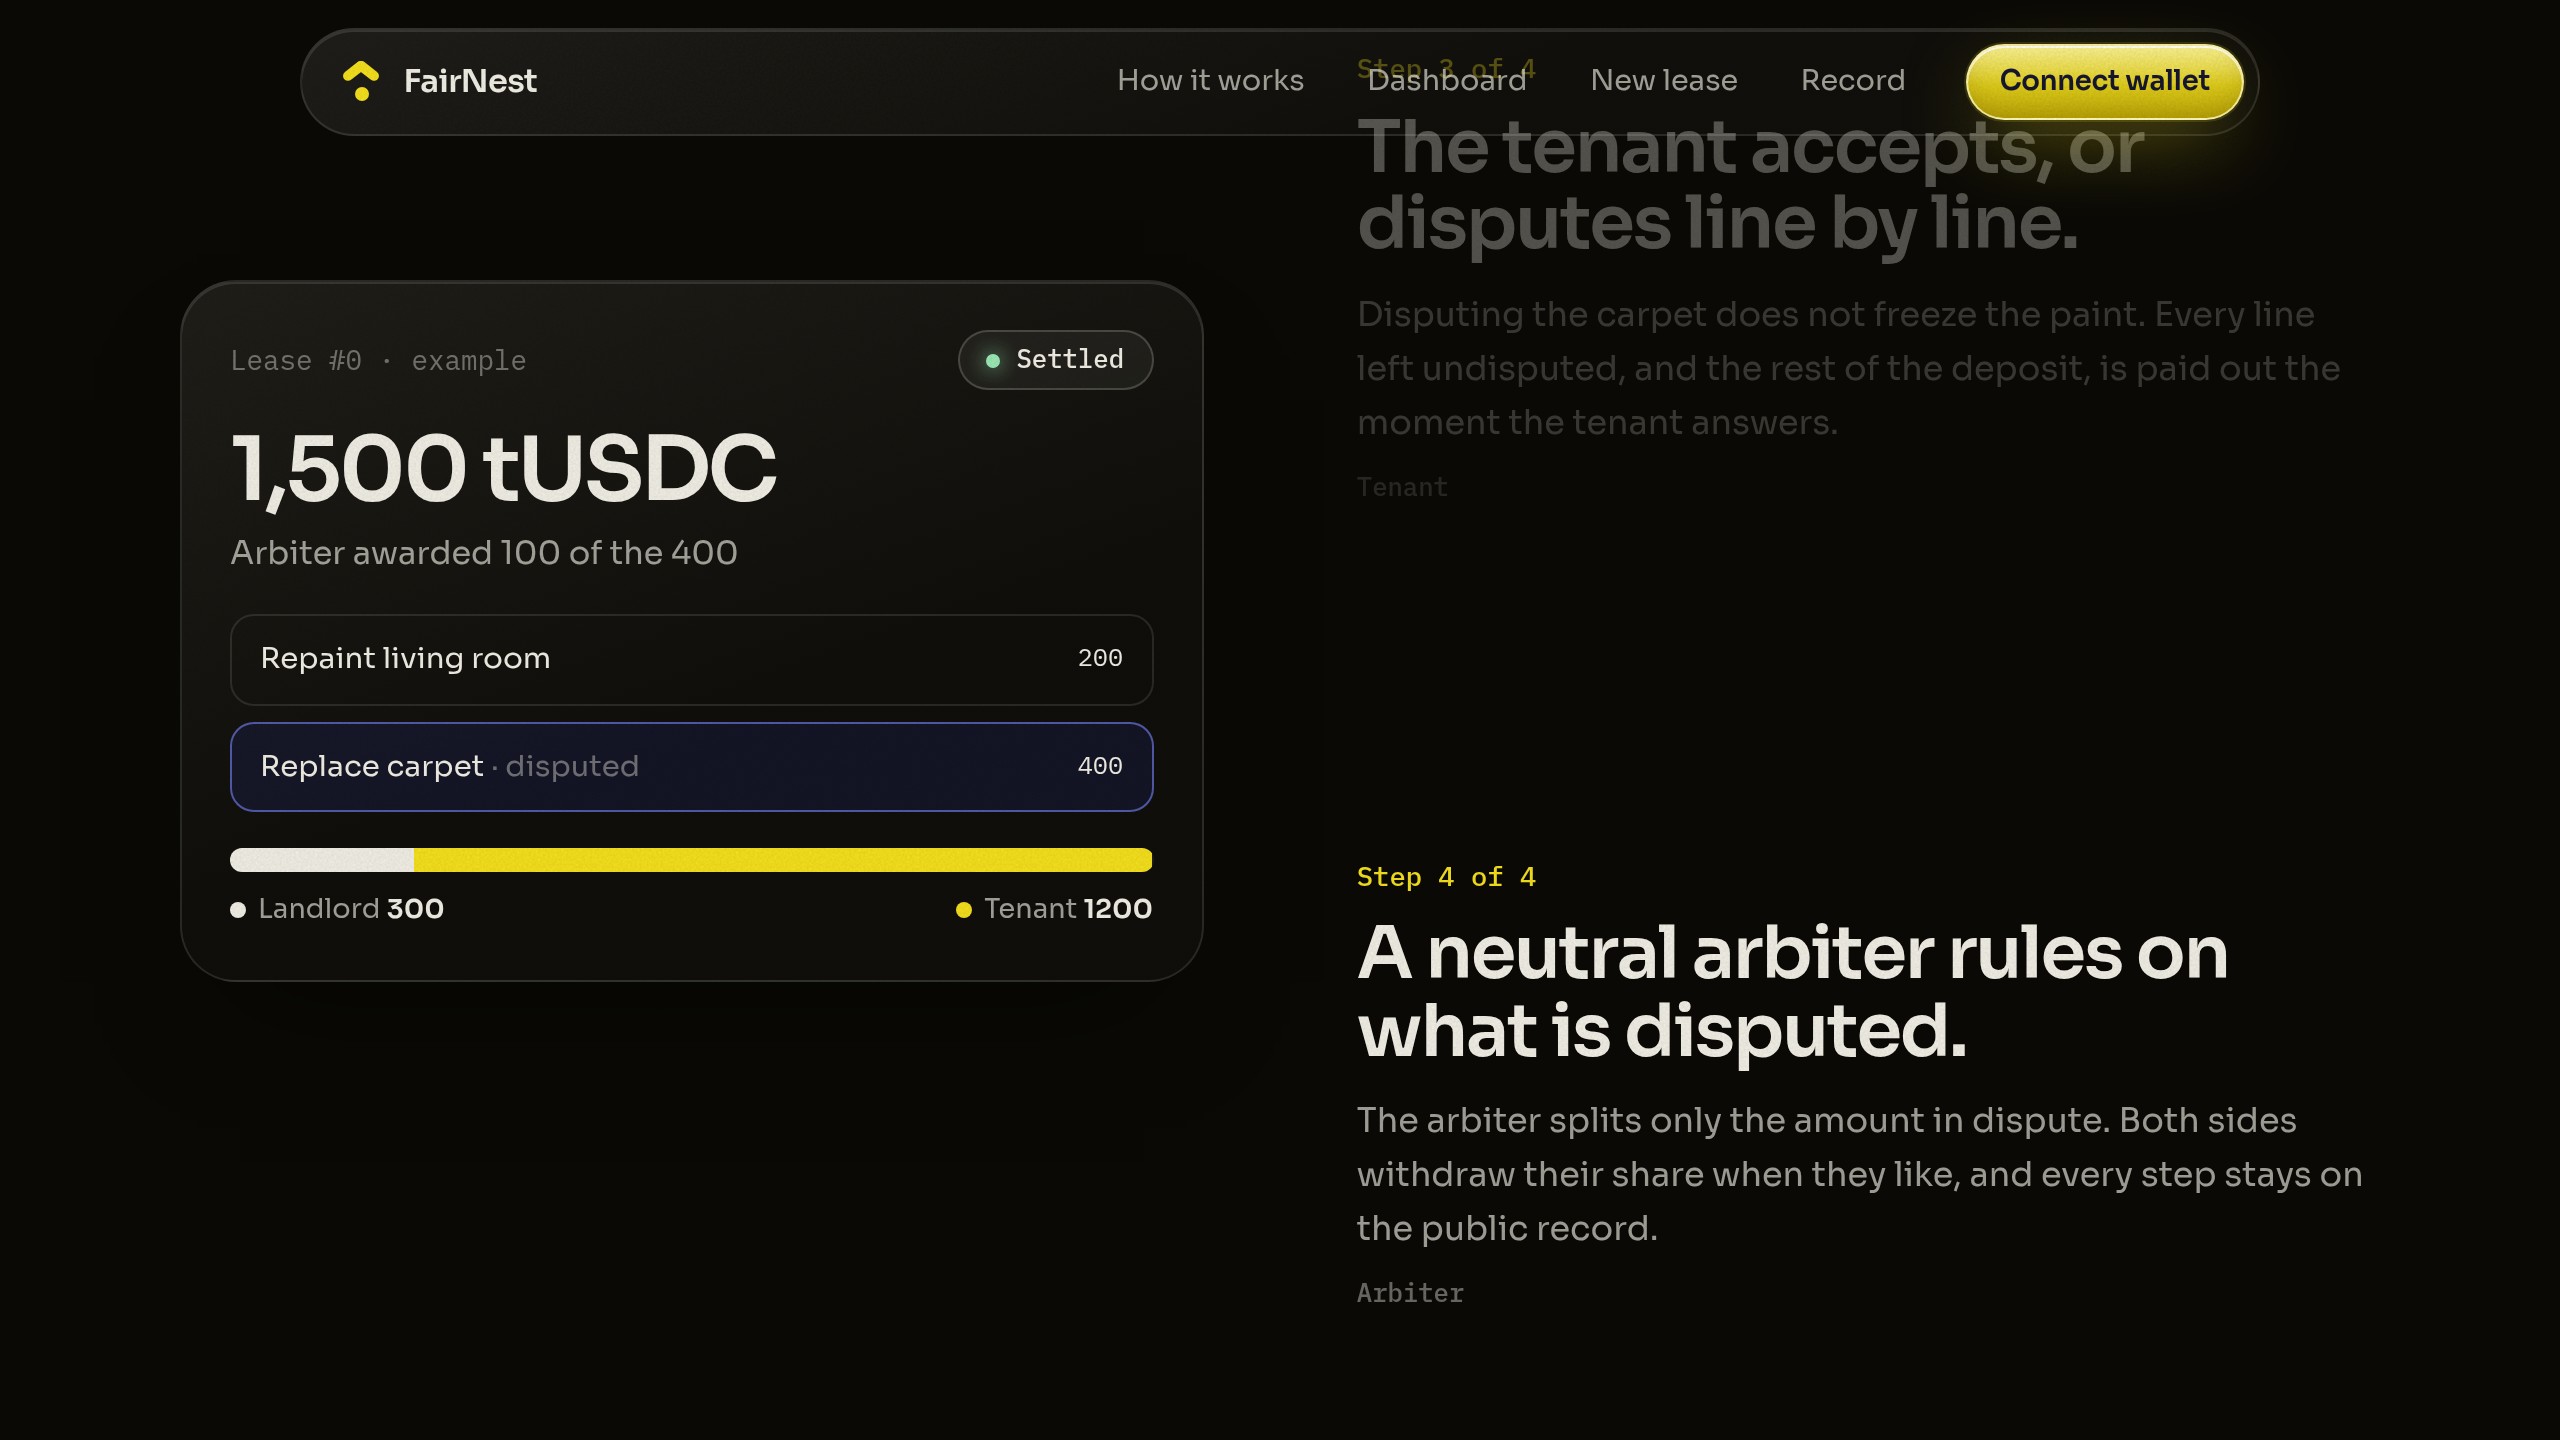 FairNest
How it works
Dashboard
New lease
Record
Connect wallet
Lease #0 · example
Settled
1,500 tUSDC
Arbiter awarded 100 of the 400
Repaint living room 200
Replace carpet · disputed 400
Landlord 300
Tenant 1200
Step 3 of 4
The tenant accepts, or
disputes line by line.
Disputing the carpet does not freeze the paint. Every line
left undisputed, and the rest of the deposit, is paid out the
moment the tenant answers.
Tenant
Step 4 of 4
A neutral arbiter rules on
what is disputed.
The arbiter splits only the amount in dispute. Both sides
withdraw their share when they like, and every step stays on
the public record.
Arbiter